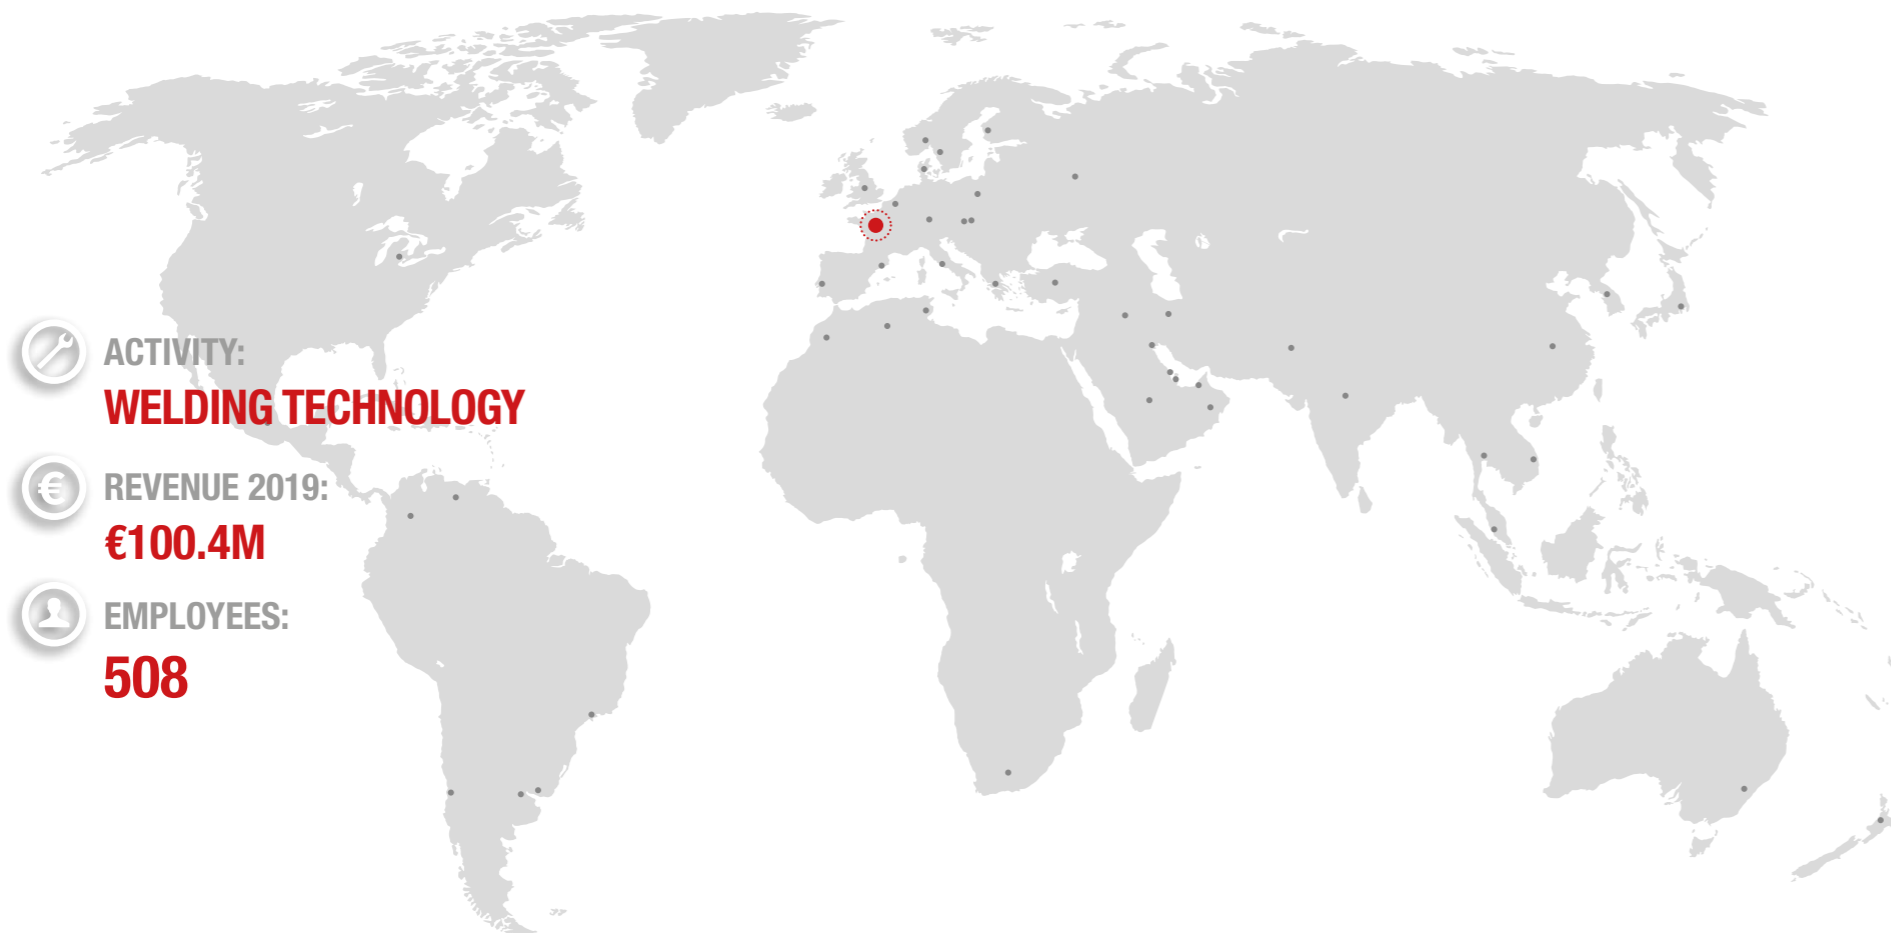 ACTIVITY:
WELDING TECHNOLOGY
REVENUE 2019:
€100.4M
EMPLOYEES:
508